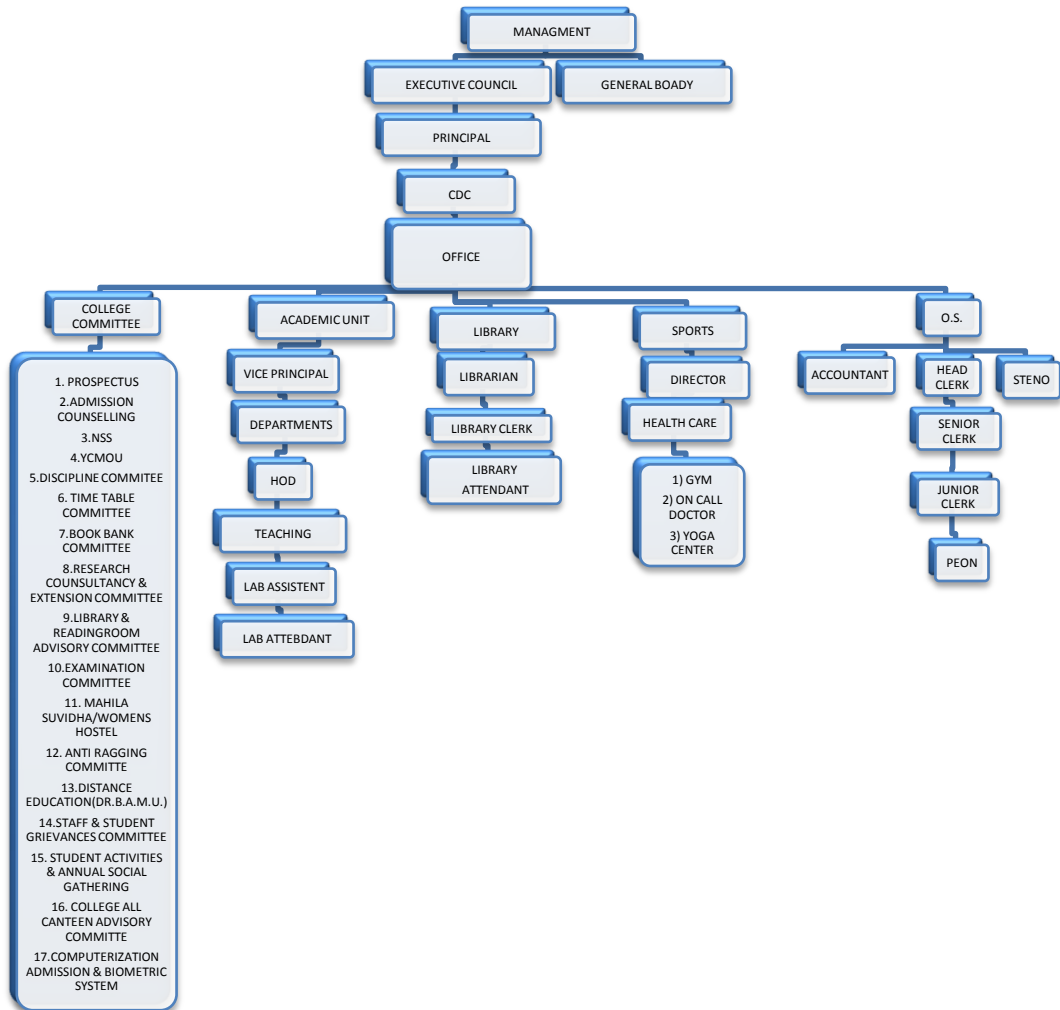 MANAGMENT
EXECUTIVE COUNCIL
GENERAL BOADY
PRINCIPAL
CDC
OFFICE
COLLEGE
COMMITTEE
1. PROSPECTUS
2.ADMISSION
COUNSELLING
3.NSS
4.YCMOU
5.DISCIPLINE COMMITEE
6. TIME TABLE
COMMITTEE
7.BOOK BANK
COMMITTEE
8.RESEARCH
COUNSULTANCY &
EXTENSION COMMITTEE
9.LIBRARY &
READINGROOM
ADVISORY COMMITTEE
10.EXAMINATION
COMMITTEE
11. MAHILA
SUVIDHA/WOMENS
HOSTEL
12. ANTI RAGGING
COMMITTE
13.DISTANCE
EDUCATION(DR.B.A.M.U.)
14.STAFF & STUDENT
GRIEVANCES COMMITTEE
15. STUDENT ACTIVITIES
& ANNUAL SOCIAL
GATHERING
16. COLLEGE ALL
CANTEEN ADVISORY
COMMITTE
17.COMPUTERIZATION
ADMISSION & BIOMETRIC
SYSTEM
ACADEMIC UNIT
VICE PRINCIPAL
DEPARTMENTS
HOD
TEACHING
LAB ASSISTENT
LAB ATTEBDANT
LIBRARY
LIBRARIAN
LIBRARY CLERK
LIBRARY
ATTENDANT
SPORTS
DIRECTOR
HEALTH CARE
1) GYM
2) ON CALL
DOCTOR
3) YOGA
CENTER
O.S.
ACCOUNTANT
HEAD
CLERK
STENO
SENIOR
CLERK
JUNIOR
CLERK
PEON